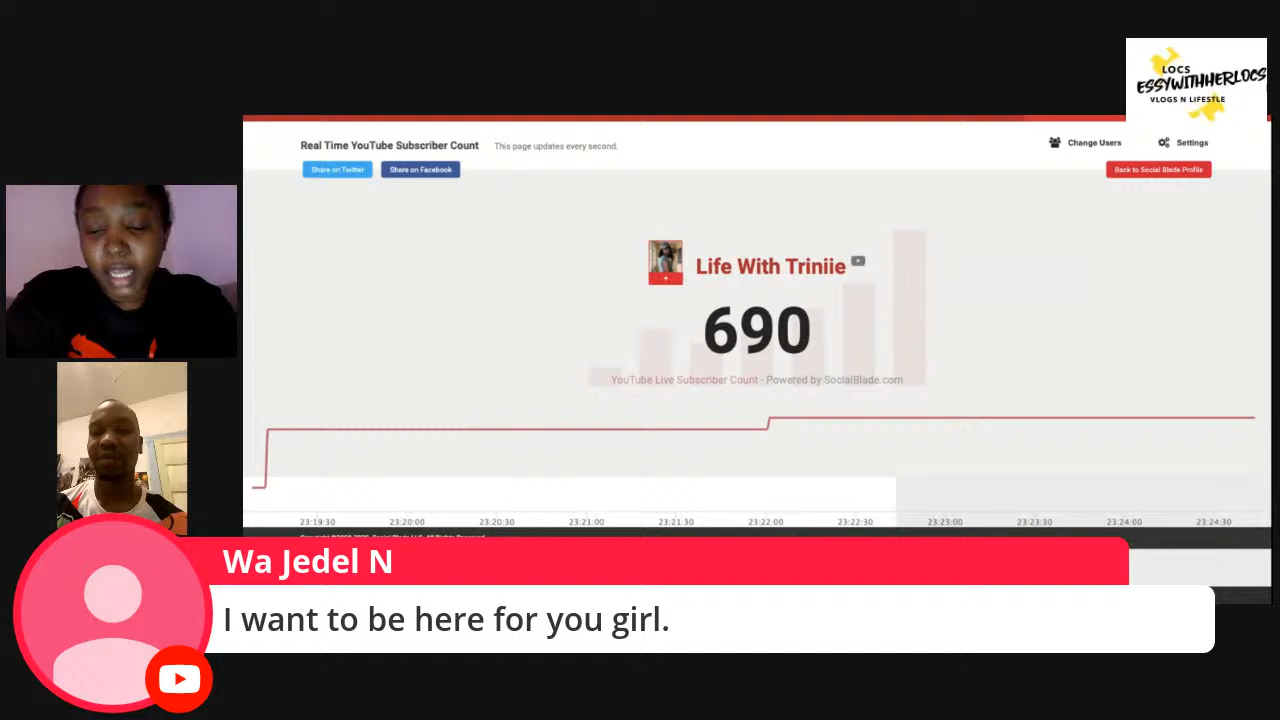 LOCS
ESSYWITHHERLOCS
VLOGS N LIFESTLE
Real Time YouTube Subscriber Count
This page updates every second.
Change Users
Settings
Share on Twitter
Share on Facebook
Back to Social Blade Profile
Life With Triniie
690
YouTube Live Subscriber Count - Powered by SocialBlade.com
23:19:30 23:20:00 23:20:30 23:21:00 23:21:30 23:22:00 23:22:30 23:23:00 23:23:30 23:24:00 23:24:30
Wa Jedel N
I want to be here for you girl.